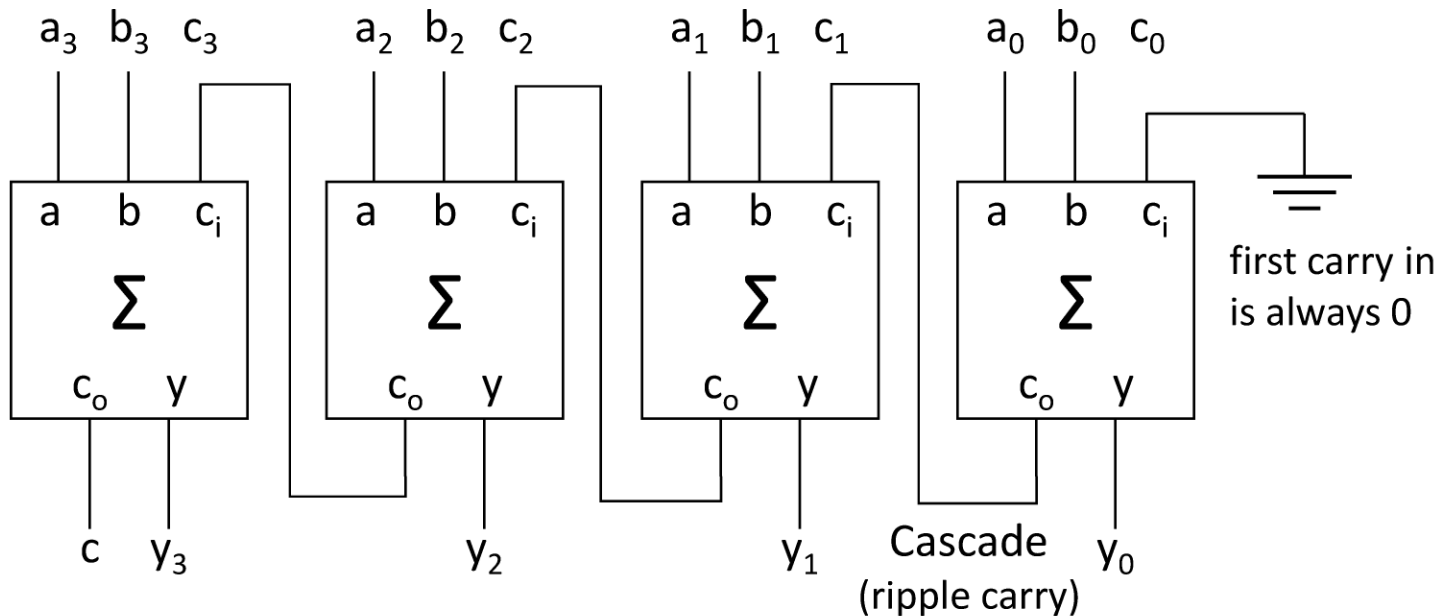 a₃ b₃ c₃ a₂ b₂ c₂ a₁ b₁ c₁ a₀ b₀ c₀
a b cᵢ a b cᵢ a b cᵢ a b cᵢ
first carry in
is always 0
Σ Σ Σ Σ
cₒ y cₒ y cₒ y cₒ y
c y₃ y₂ y₁ y₀
Cascade
(ripple carry)